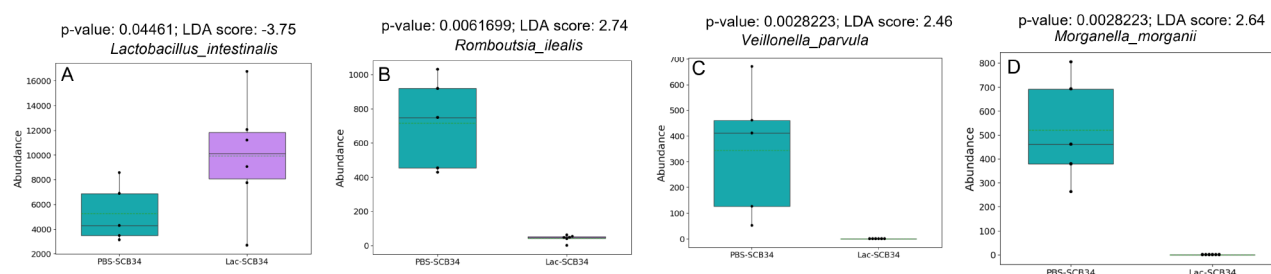 p-value: 0.04461; LDA score: -3.75
Lactobacillus_intestinalis
A
16000
14000
12000
10000
8000
6000
4000
2000
Abundance
PBS-SCB34
Lac-SCB34
p-value: 0.0061699; LDA score: 2.74
Romboutsia_ilealis
B
1000
800
600
400
200
0
Abundance
PBS-SCB34
Lac-SCB34
p-value: 0.0028223; LDA score: 2.46
Veillonella_parvula
C
700
600
500
400
300
200
100
0
Abundance
PBS-SCB34
Lac-SCB34
p-value: 0.0028223; LDA score: 2.64
Morganella_morganii
D
800
700
600
500
400
300
200
100
0
Abundance
PBS-SCB34
Lac-SCB34